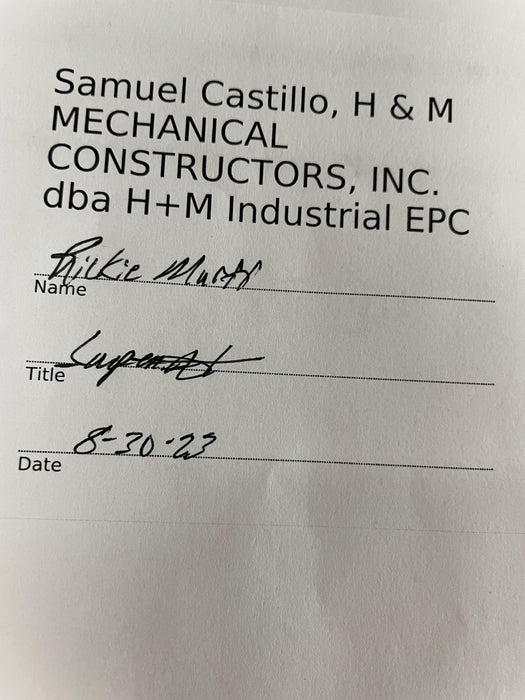 Samuel Castillo, H & M
MECHANICAL
CONSTRUCTORS, INC.
dba H+M Industrial EPC
Rickie
Name
Title
8-30-23
Date